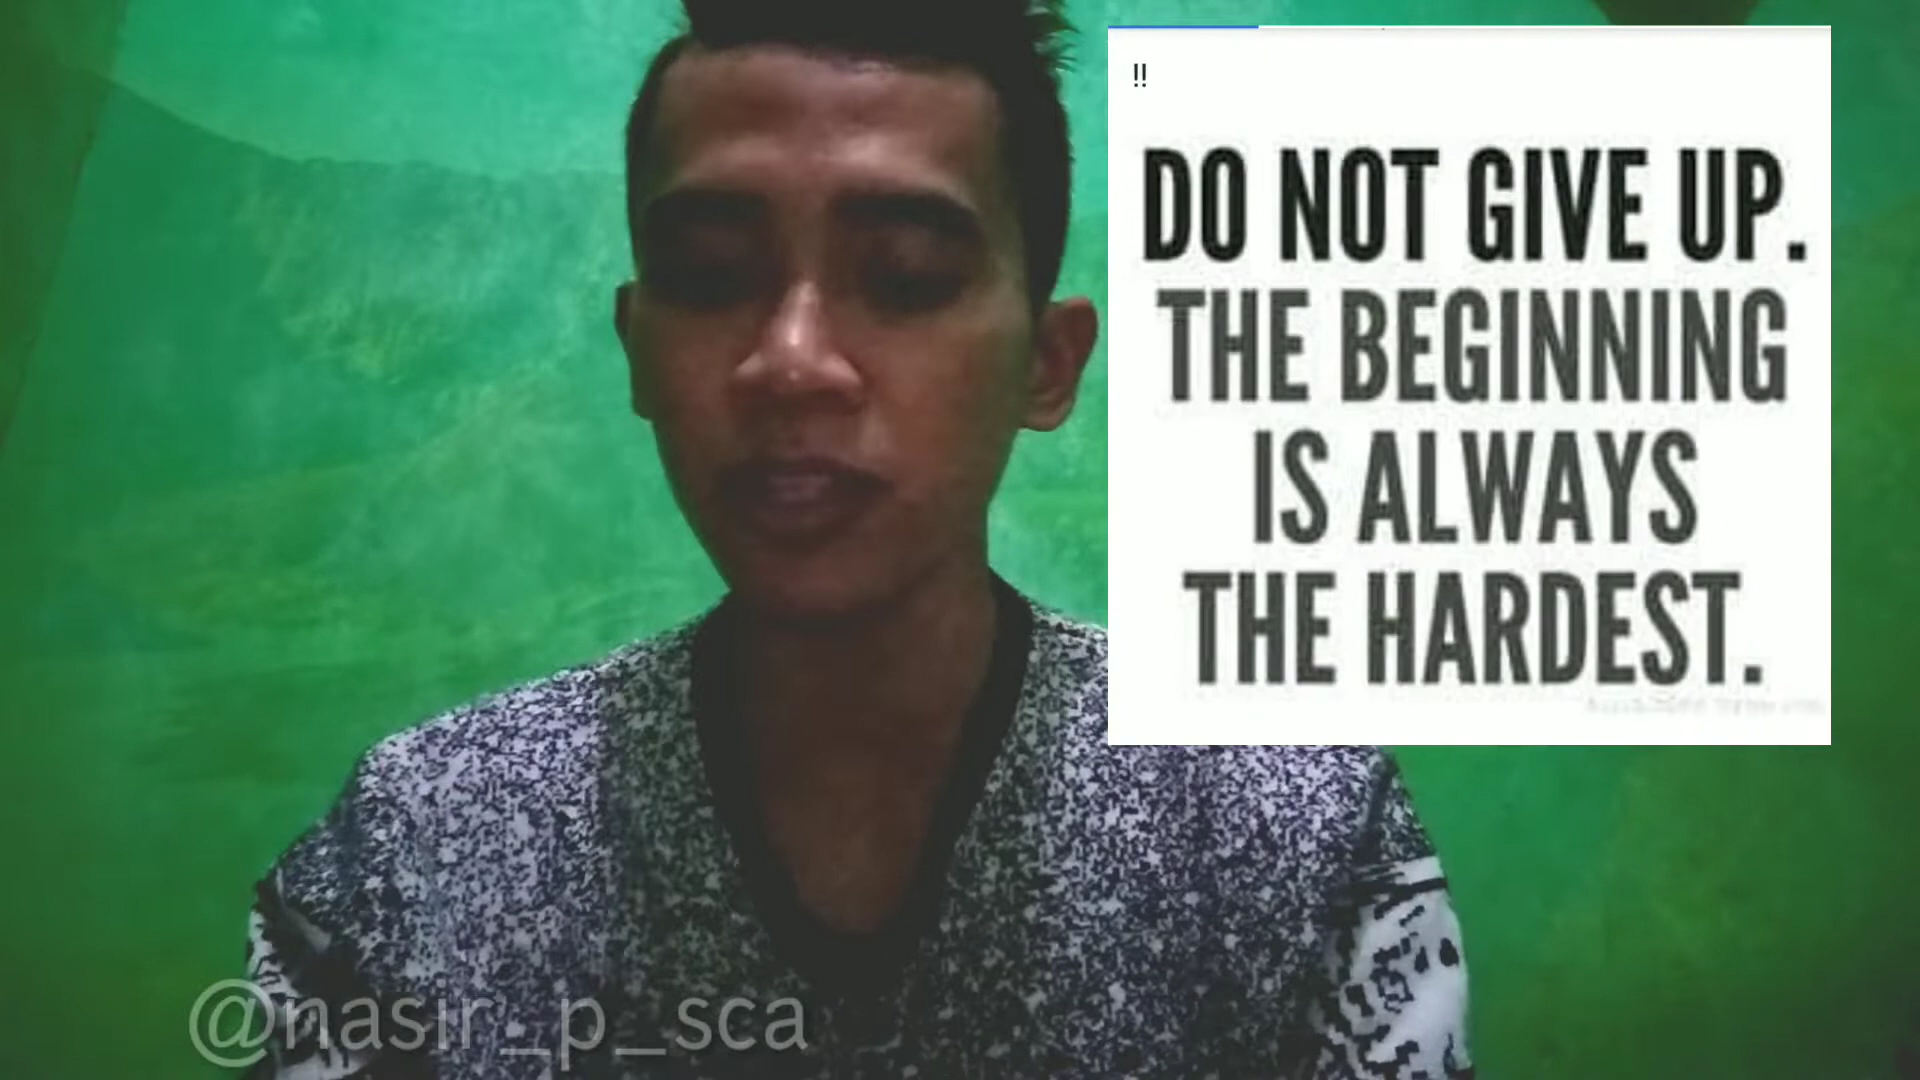 !!
DO NOT GIVE UP.
THE BEGINNING
IS ALWAYS
THE HARDEST.
@nasir_p_sca